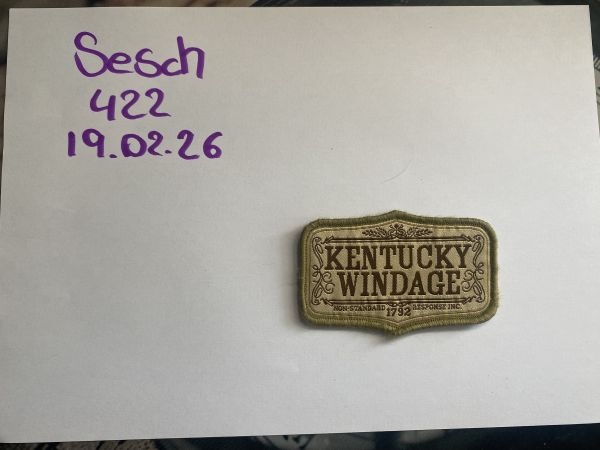 Sesch
422
19.02.26
KENTUCKY
WINDAGE
NON-STANDARD 1792 RESPONSE INC.